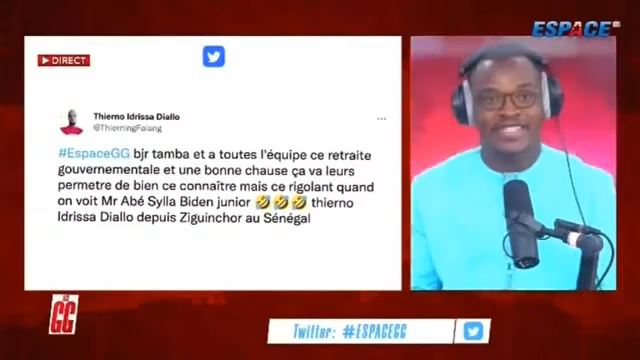 ESPACE
DIRECT
Thierno Idrissa Diallo
@ThierningFalang
#EspaceGG bjr tamba et a toutes l'équipe ce retraite
gouvernementale et une bonne chause ça va leurs
permetre de bien ce connaître mais ce rigolant quand
on voit Mr Abé Sylla Biden junior 🤣🤣🤣 thierno
Idrissa Diallo depuis Ziguinchor au Sénégal
GG
Twitter: #ESPACEGG